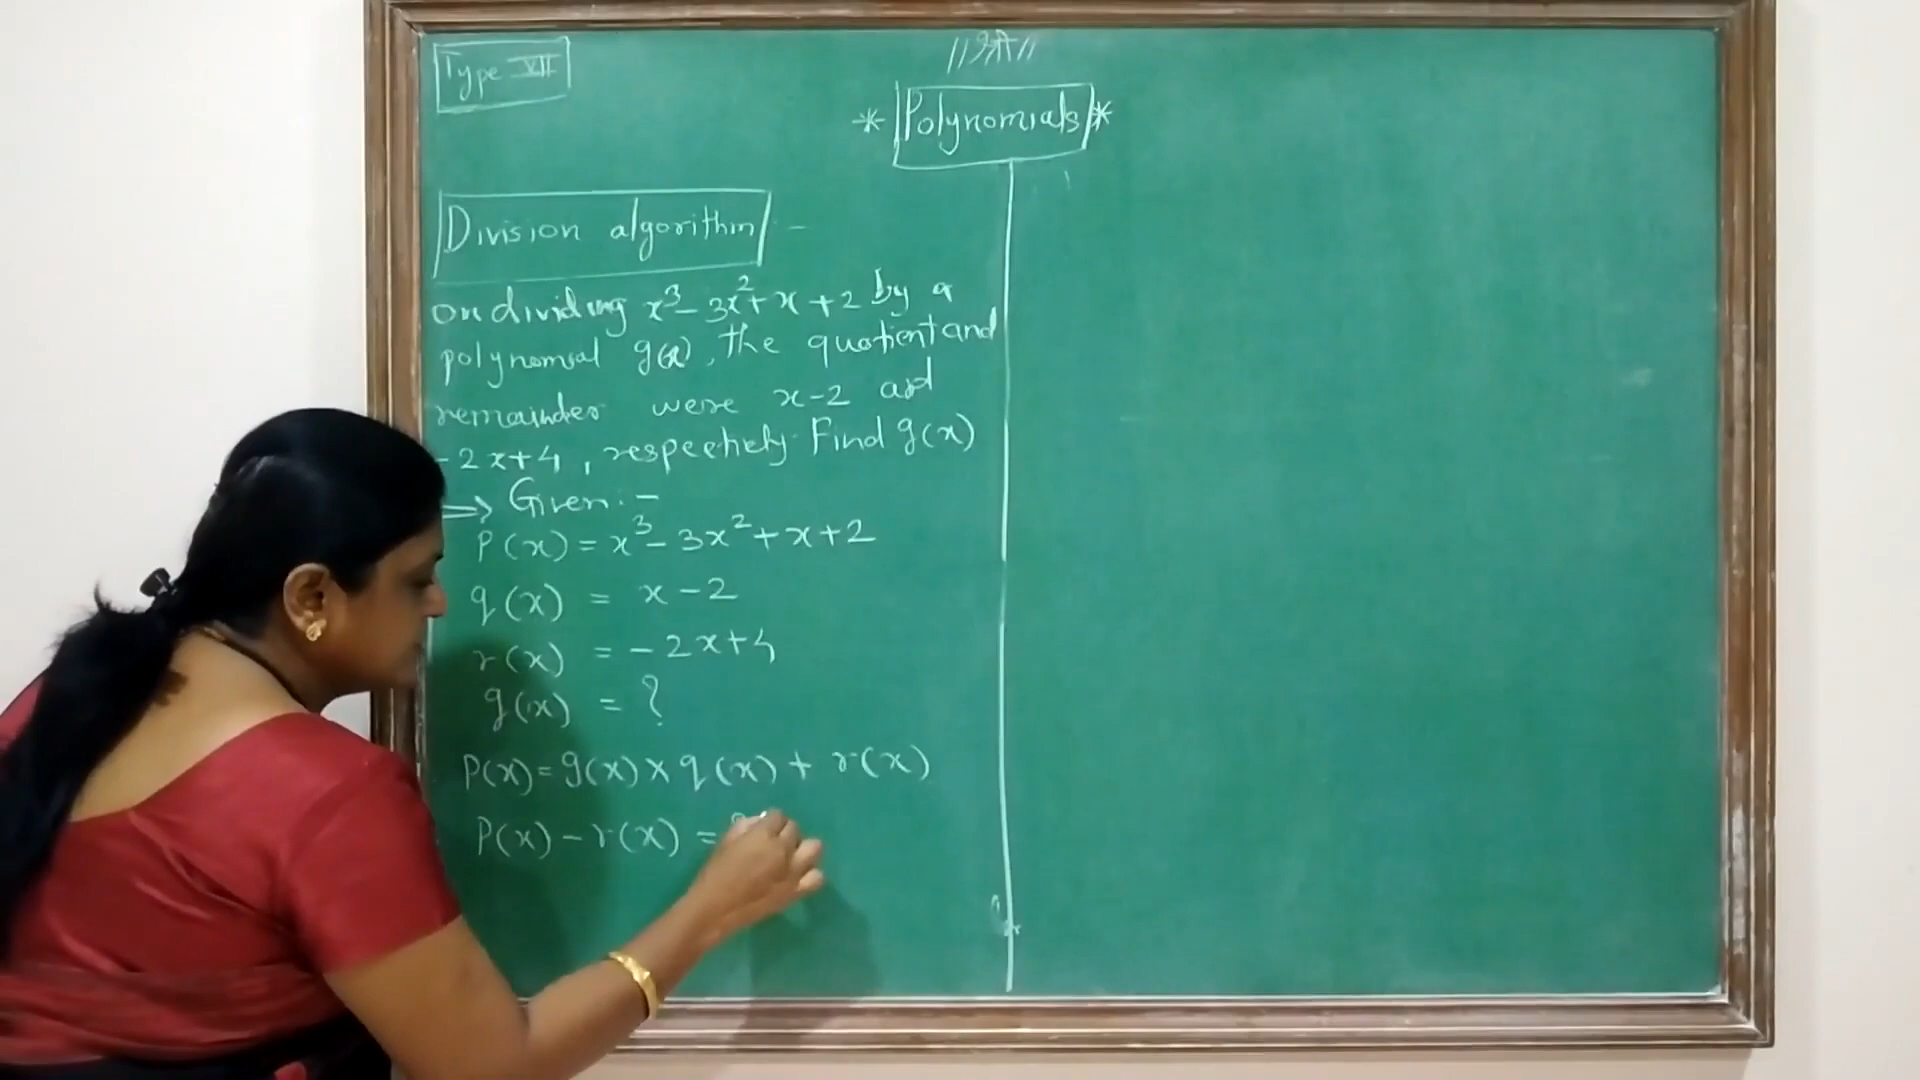 Type VII
// श्री //
* Polynomials *
Division algorithm -
on dividing x³ - 3x² + x + 2 by a
polynomial g(x), the quotient and
remainder were x-2 and
-2x+4, respectively. Find g(x)
⇒ Given:-
P(x) = x³ - 3x² + x + 2
q(x) = x - 2
r(x) = - 2x+4
g(x) = ?
P(x) = g(x) × q(x) + r(x)
P(x) - r(x) =